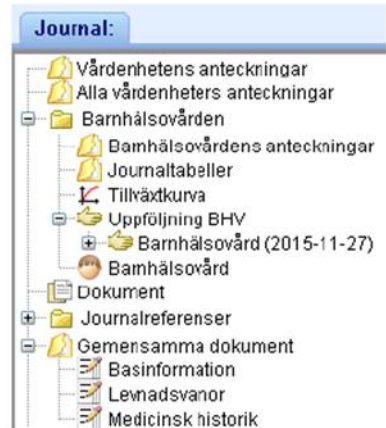 Journal:
Vårdenhetens anteckningar
Alla vårdenheters anteckningar
Barnhälsovården
Barnhälsovårdens anteckningar
Journaltabeller
Tillväxtkurva
Uppföljning BHV
Barnhälsovård (2015-11-27)
Barnhälsovård
Dokument
Journalreferenser
Gemensamma dokument
Basinformation
Levnadsvanor
Medicinsk historik